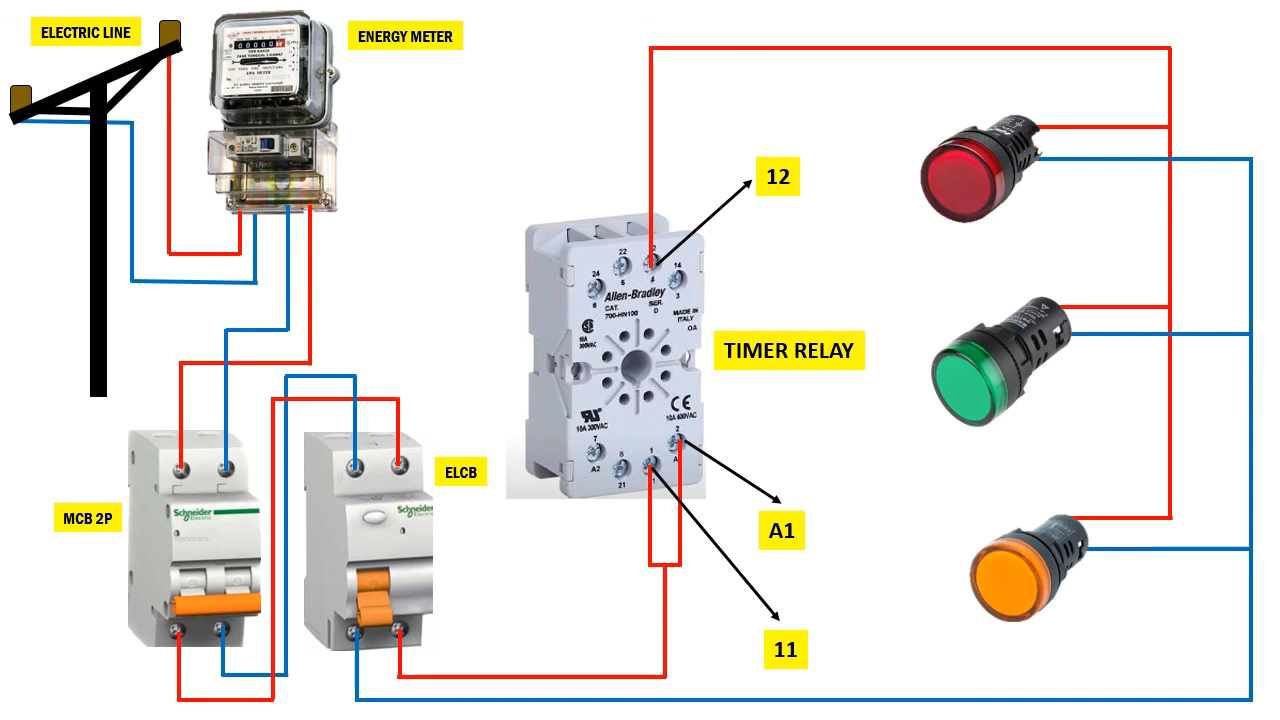 ELECTRIC LINE
ENERGY METER
12
22
14
24
5
4
3
6
Allen-Bradley
CAT.
700-HN100
SER.
D
MADE IN
ITALY
10A
300VAC
TIMER RELAY
10A 300VAC
10A 400VAC
7
2
1
A2
8
21
ELCB
MCB 2P
Schneider
Electric
Schneider
A1
11